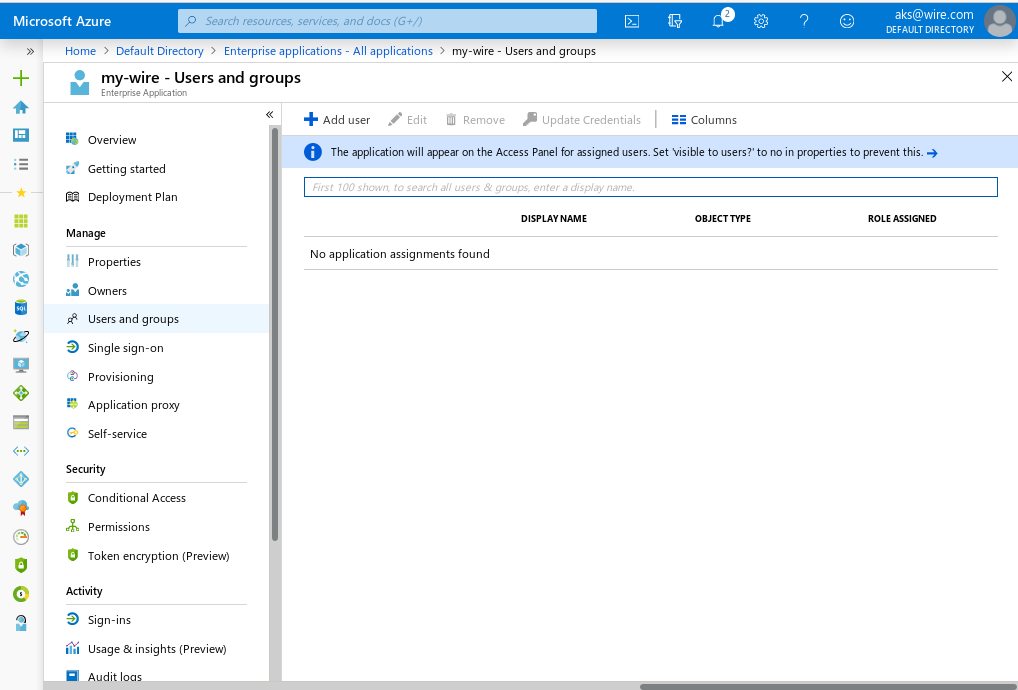 Microsoft Azure
Search resources, services, and docs (G+/)
2
aks@wire.com
DEFAULT DIRECTORY
»
Home > Default Directory > Enterprise applications - All applications > my-wire - Users and groups
my-wire - Users and groups
Enterprise Application
«
Overview
Getting started
Deployment Plan
Manage
Properties
Owners
Users and groups
Single sign-on
Provisioning
Application proxy
Self-service
Security
Conditional Access
Permissions
Token encryption (Preview)
Activity
Sign-ins
Usage & insights (Preview)
Audit logs
Add user Edit Remove Update Credentials Columns
The application will appear on the Access Panel for assigned users. Set 'visible to users?' to no in properties to prevent this. →
First 100 shown, to search all users & groups, enter a display name.
DISPLAY NAME OBJECT TYPE ROLE ASSIGNED
No application assignments found
SQL